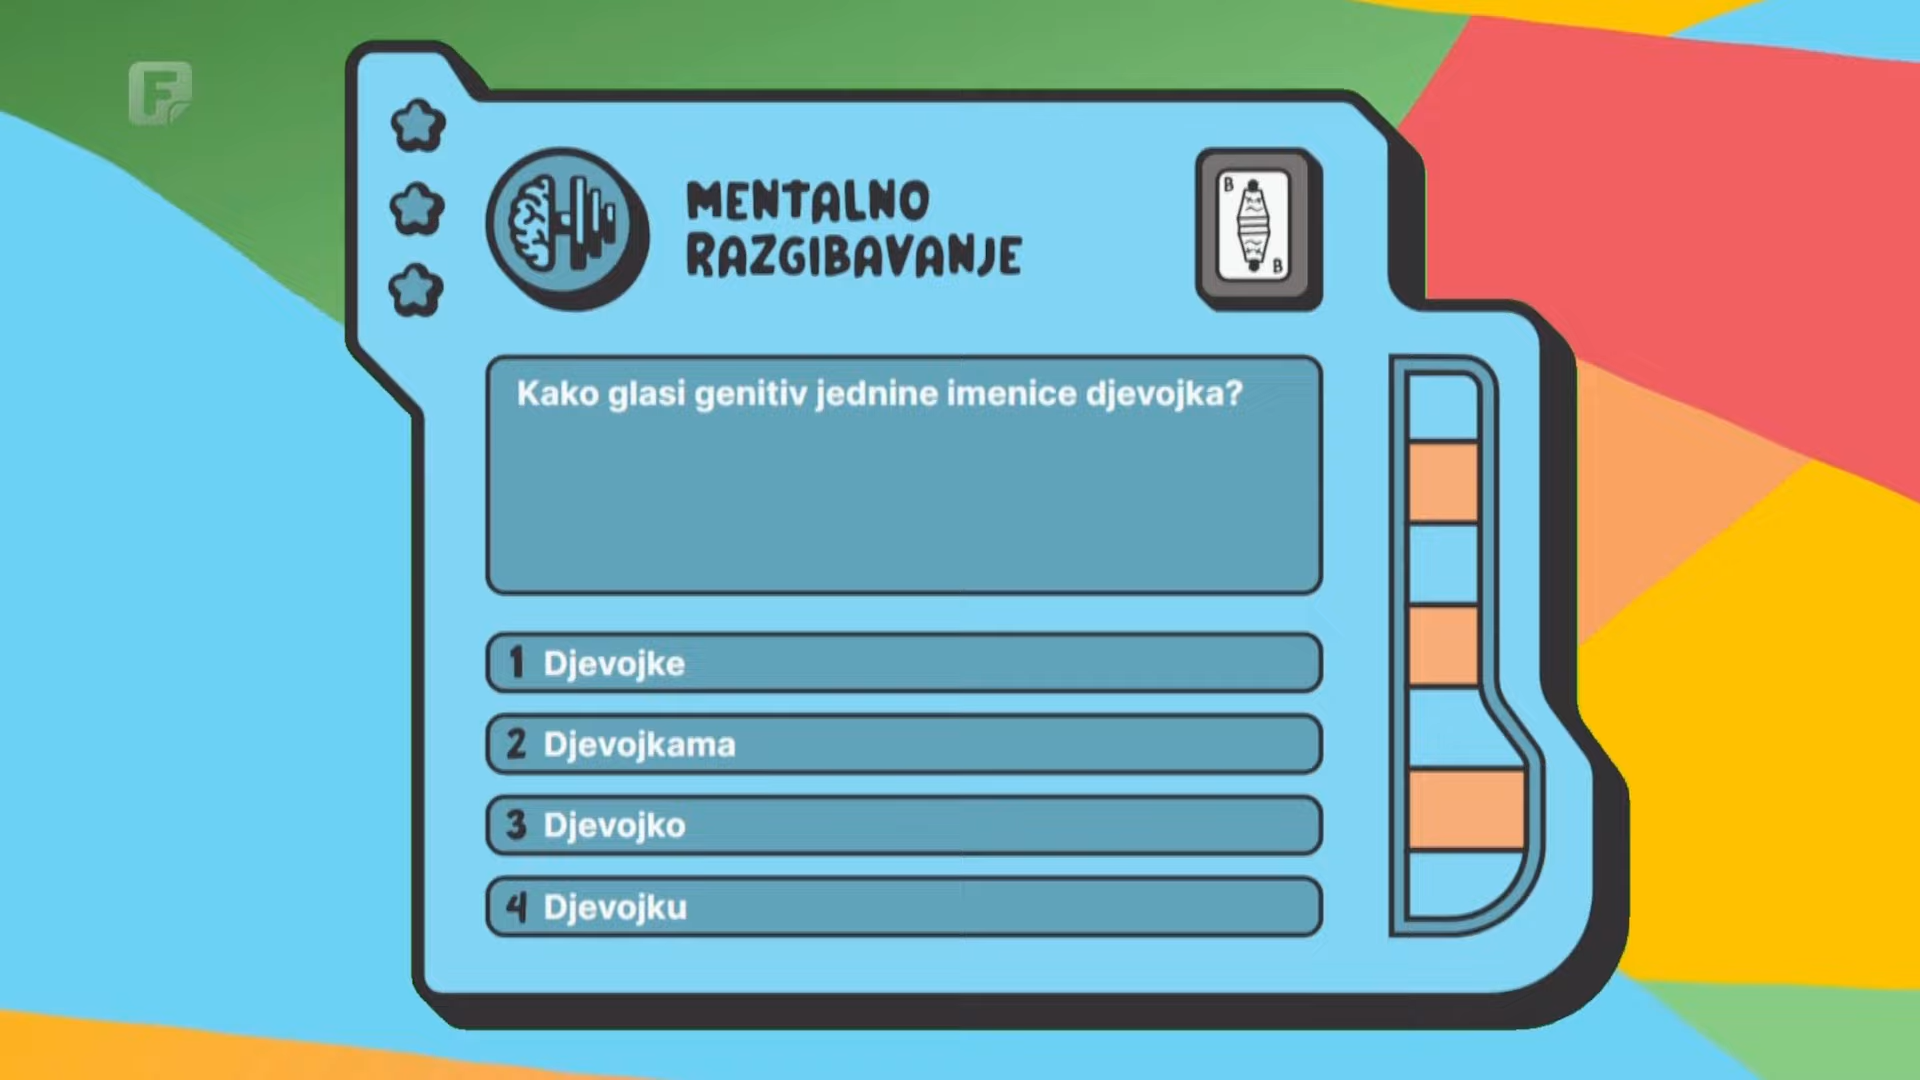 F
MENTALNO
RAZGIBAVANJE
B
B
Kako glasi genitiv jednine imenice djevojka?
1 Djevojke
2 Djevojkama
3 Djevojko
4 Djevojku